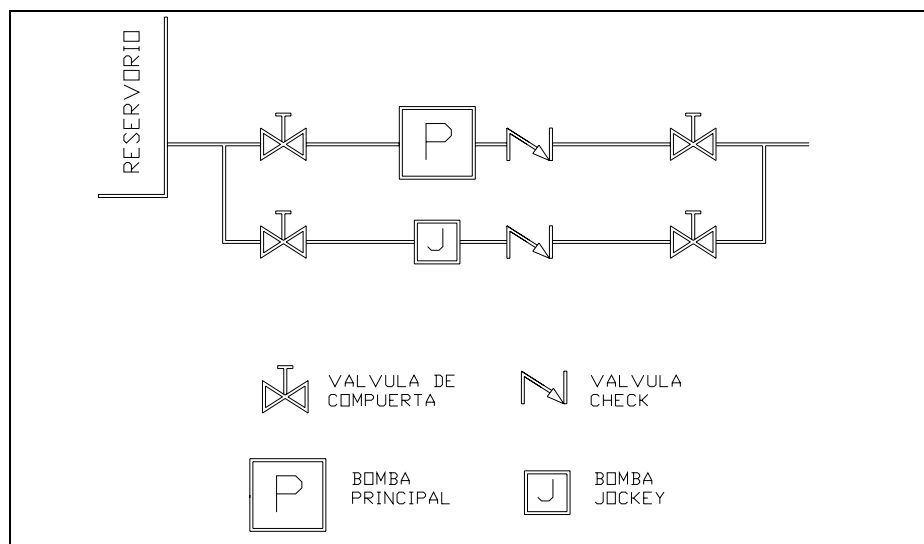 RESERVORIO
P
J
VALVULA DE
COMPUERTA
VALVULA
CHECK
P
BOMBA
PRINCIPAL
J
BOMBA
JOCKEY